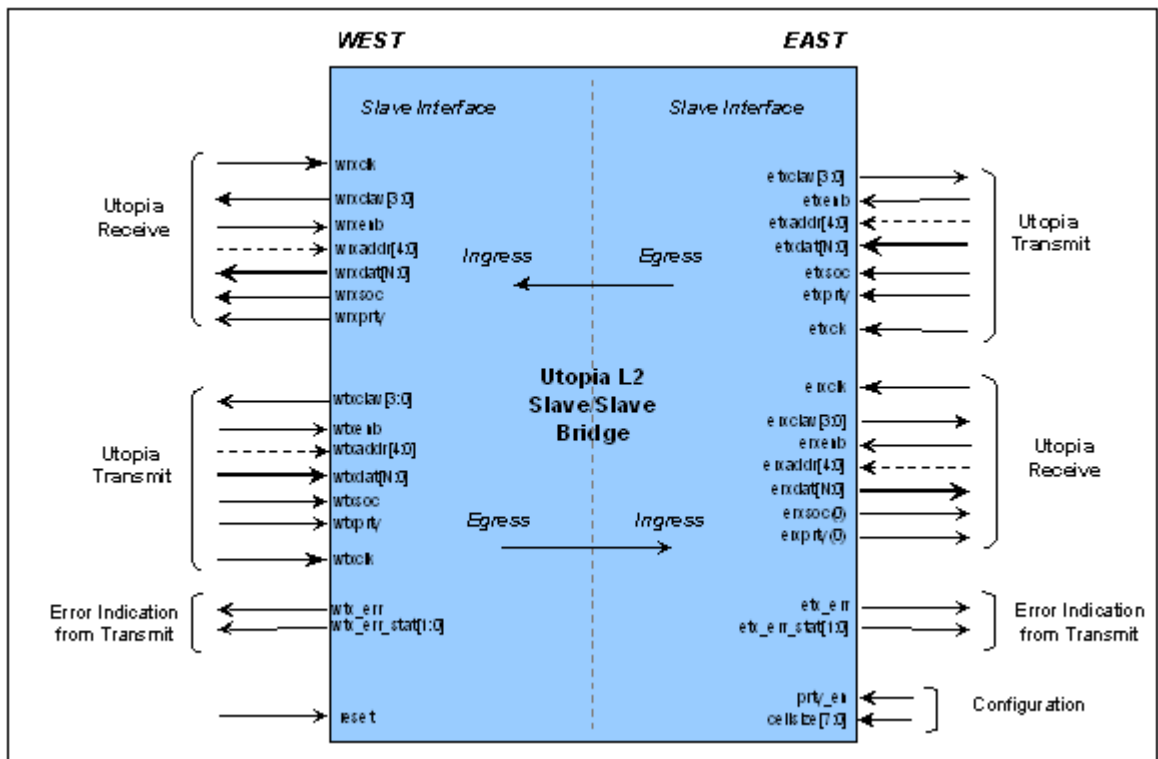 WEST
EAST
Slave Interface
Slave Interface
Utopia
Receive
wrxclk
wrxclav[3:0]
wrxenb
wrxaddr[4:0]
wrxdat[N:0]
wrxsoc
wrxprty
etxclav[3:0]
etxenb
etxaddr[4:0]
etxdat[N:0]
etxsoc
etxprty
etxclk
Utopia
Transmit
Ingress
Egress
Utopia L2
Slave/Slave
Bridge
Utopia
Transmit
wtxclav[3:0]
wtxenb
wtxaddr[4:0]
wtxdat[N:0]
wtxsoc
wtxprty
wtxclk
erxclk
erxclav[3:0]
erxenb
erxaddr[4:0]
erxdat[N:0]
erxsoc(0)
erxprty(0)
Utopia
Receive
Egress
Ingress
Error Indication
from Transmit
wtx_err
wtx_err_stat[1:0]
etx_err
etx_err_stat[1:0]
Error Indication
from Transmit
reset
prty_en
cellsize[7:0]
Configuration